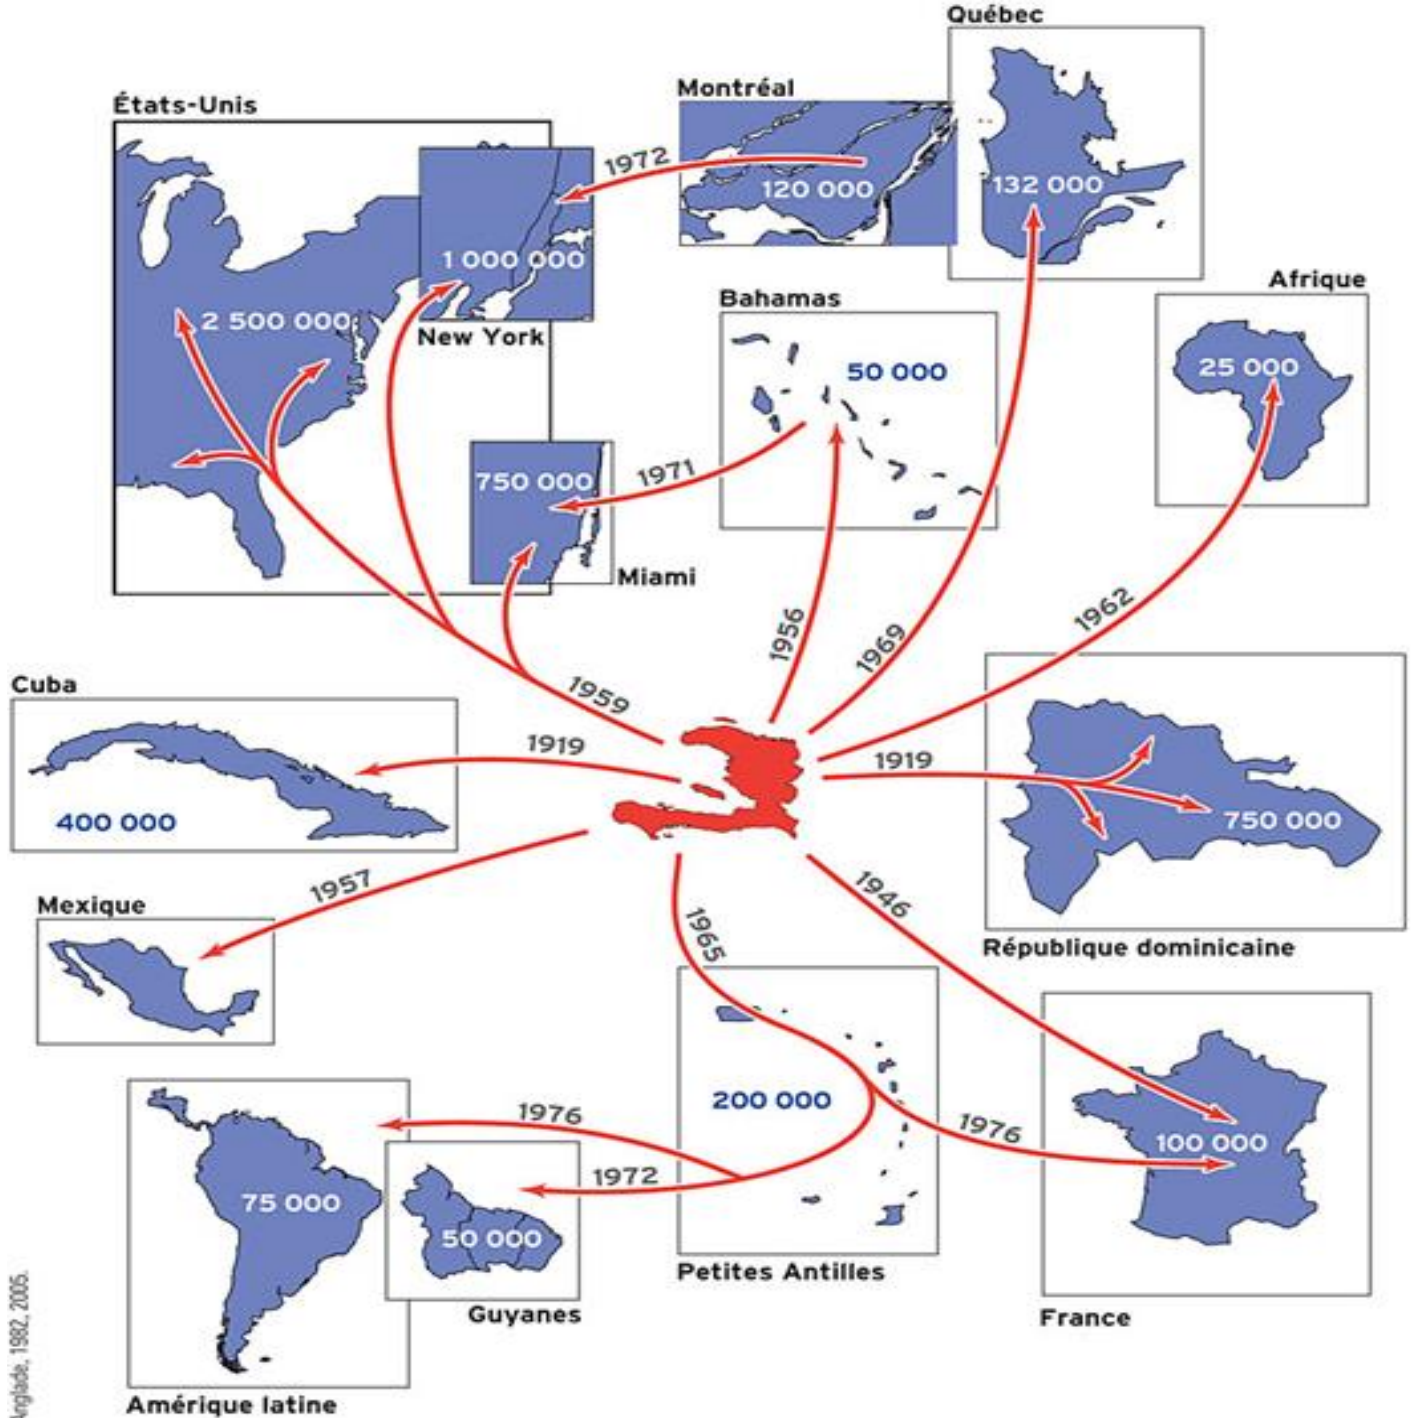 Québec
132 000
Montréal
120 000
1972
États-Unis
2 500 000
1 000 000
New York
750 000
Miami
1971
Bahamas
50 000
Afrique
25 000
1956
1969
1962
1959
Cuba
400 000
1919
1919
750 000
République dominicaine
1957
Mexique
1946
1965
200 000
Petites Antilles
1976
1972
1976
100 000
France
75 000
Amérique latine
50 000
Guyanes
Anglade, 1982, 2005.